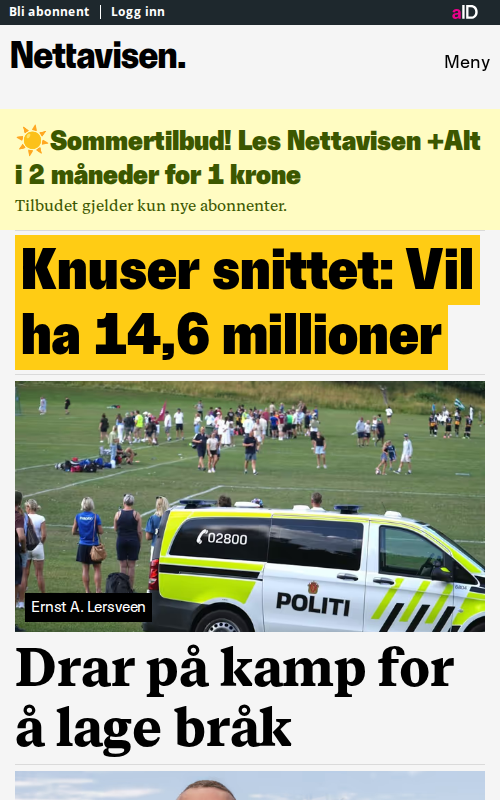 Bli abonnent
Logg inn
aID
Nettavisen.
Meny
☀️Sommertilbud! Les Nettavisen +Alt
i 2 måneder for 1 krone
Tilbudet gjelder kun nye abonnenter.
Knuser snittet: Vil
ha 14,6 millioner
02800
POLITI
Ernst A. Lersveen
Drar på kamp for
å lage bråk